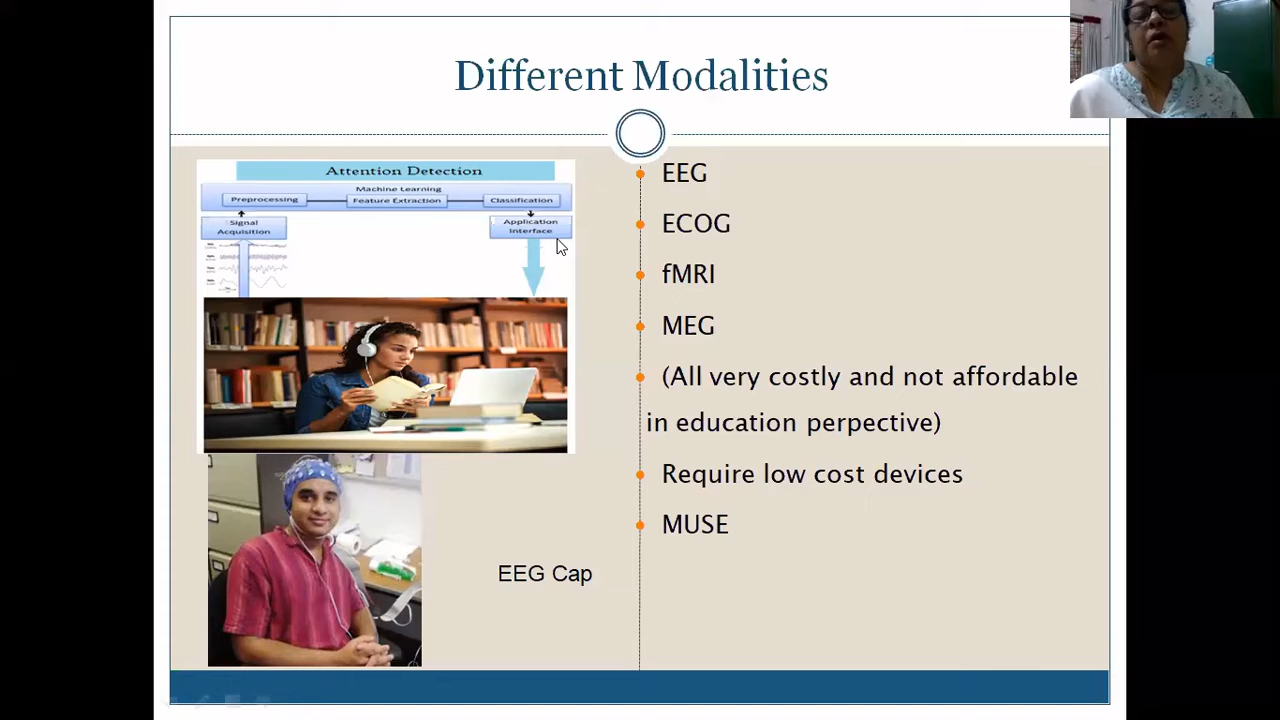 Different Modalities
Attention Detection
Machine Learning
Preprocessing
Feature Extraction
Classification
Signal
Acquisition
Application
Interface
EEG
ECOG
fMRI
MEG
(All very costly and not affordable
in education perpective)
Require low cost devices
MUSE
EEG Cap